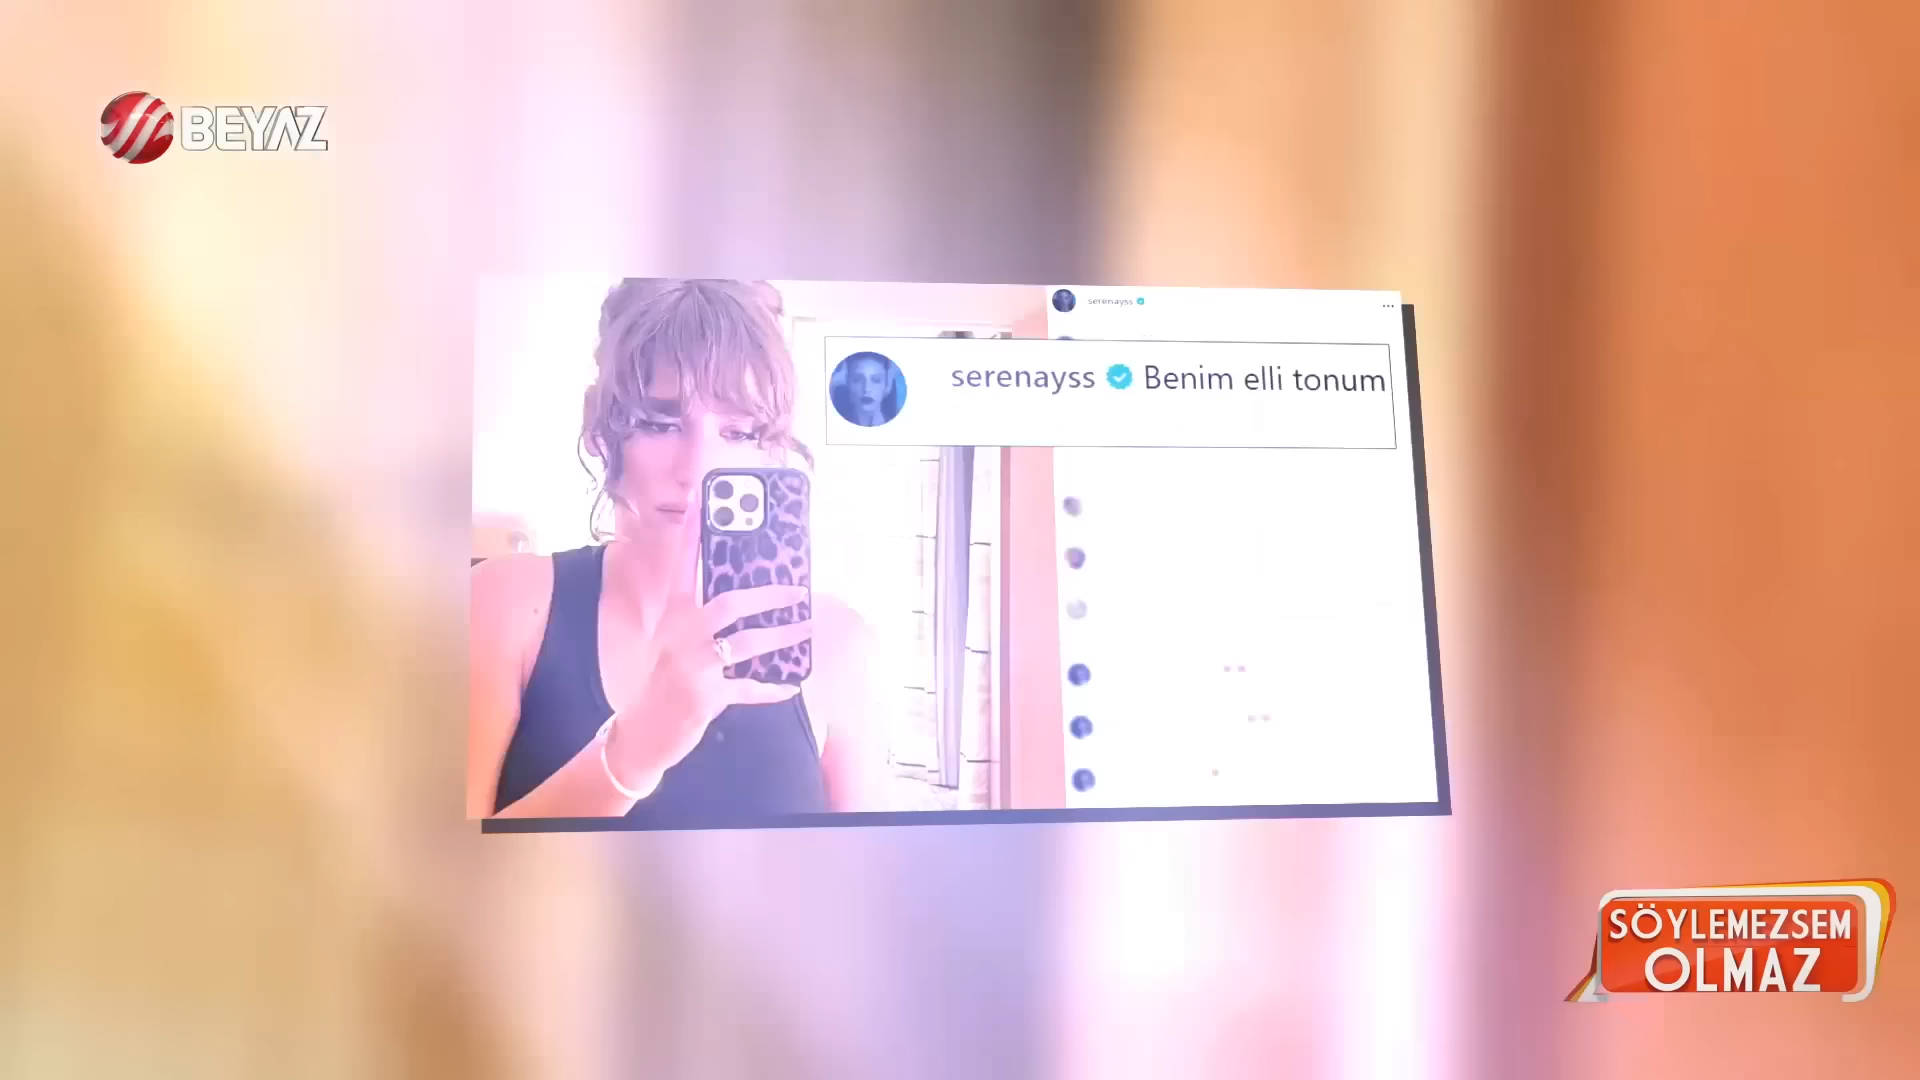 BEYAZ
serenayss
serenayss Benim elli tonum
SÖYLEMEZSEM
OLMAZ